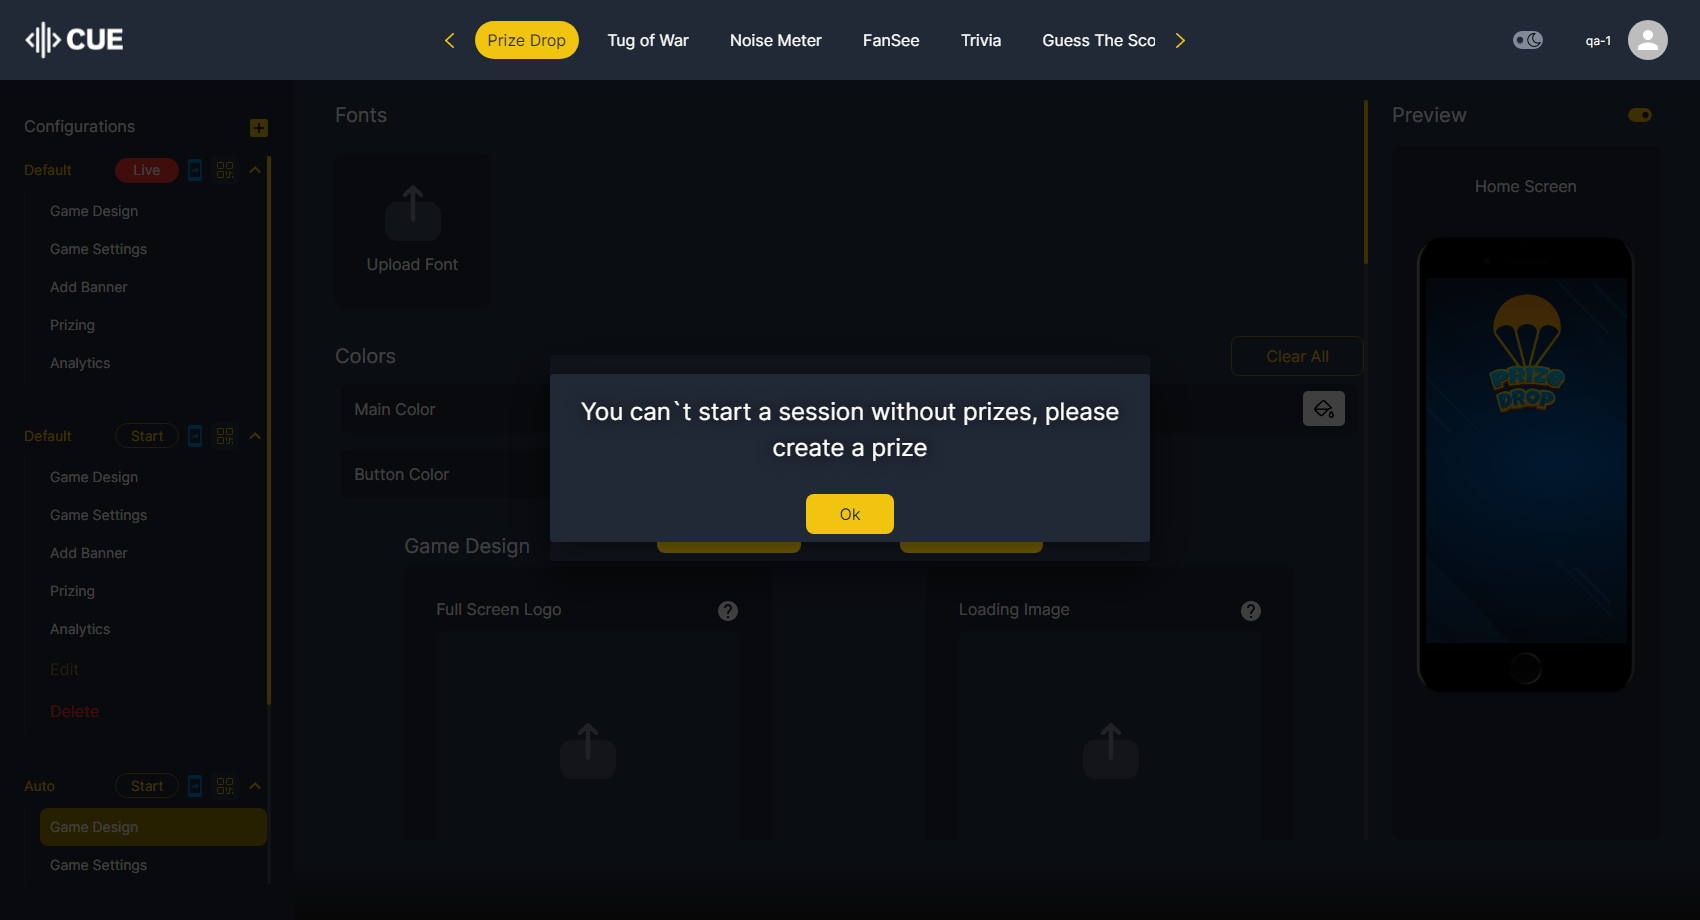 CUE
Prize Drop
Tug of War
Noise Meter
FanSee
Trivia
Guess The Sco
qa-1
Configurations
Default
Live
Game Design
Game Settings
Add Banner
Prizing
Analytics
Default
Start
Game Design
Game Settings
Add Banner
Prizing
Analytics
Edit
Delete
Auto
Start
Game Design
Game Settings
Fonts
Upload Font
Colors
Clear All
Main Color
Button Color
You can`t start a session without prizes, please
create a prize
Ok
Game Design
Full Screen Logo
?
Loading Image
?
Preview
Home Screen
PRIZE
DROP